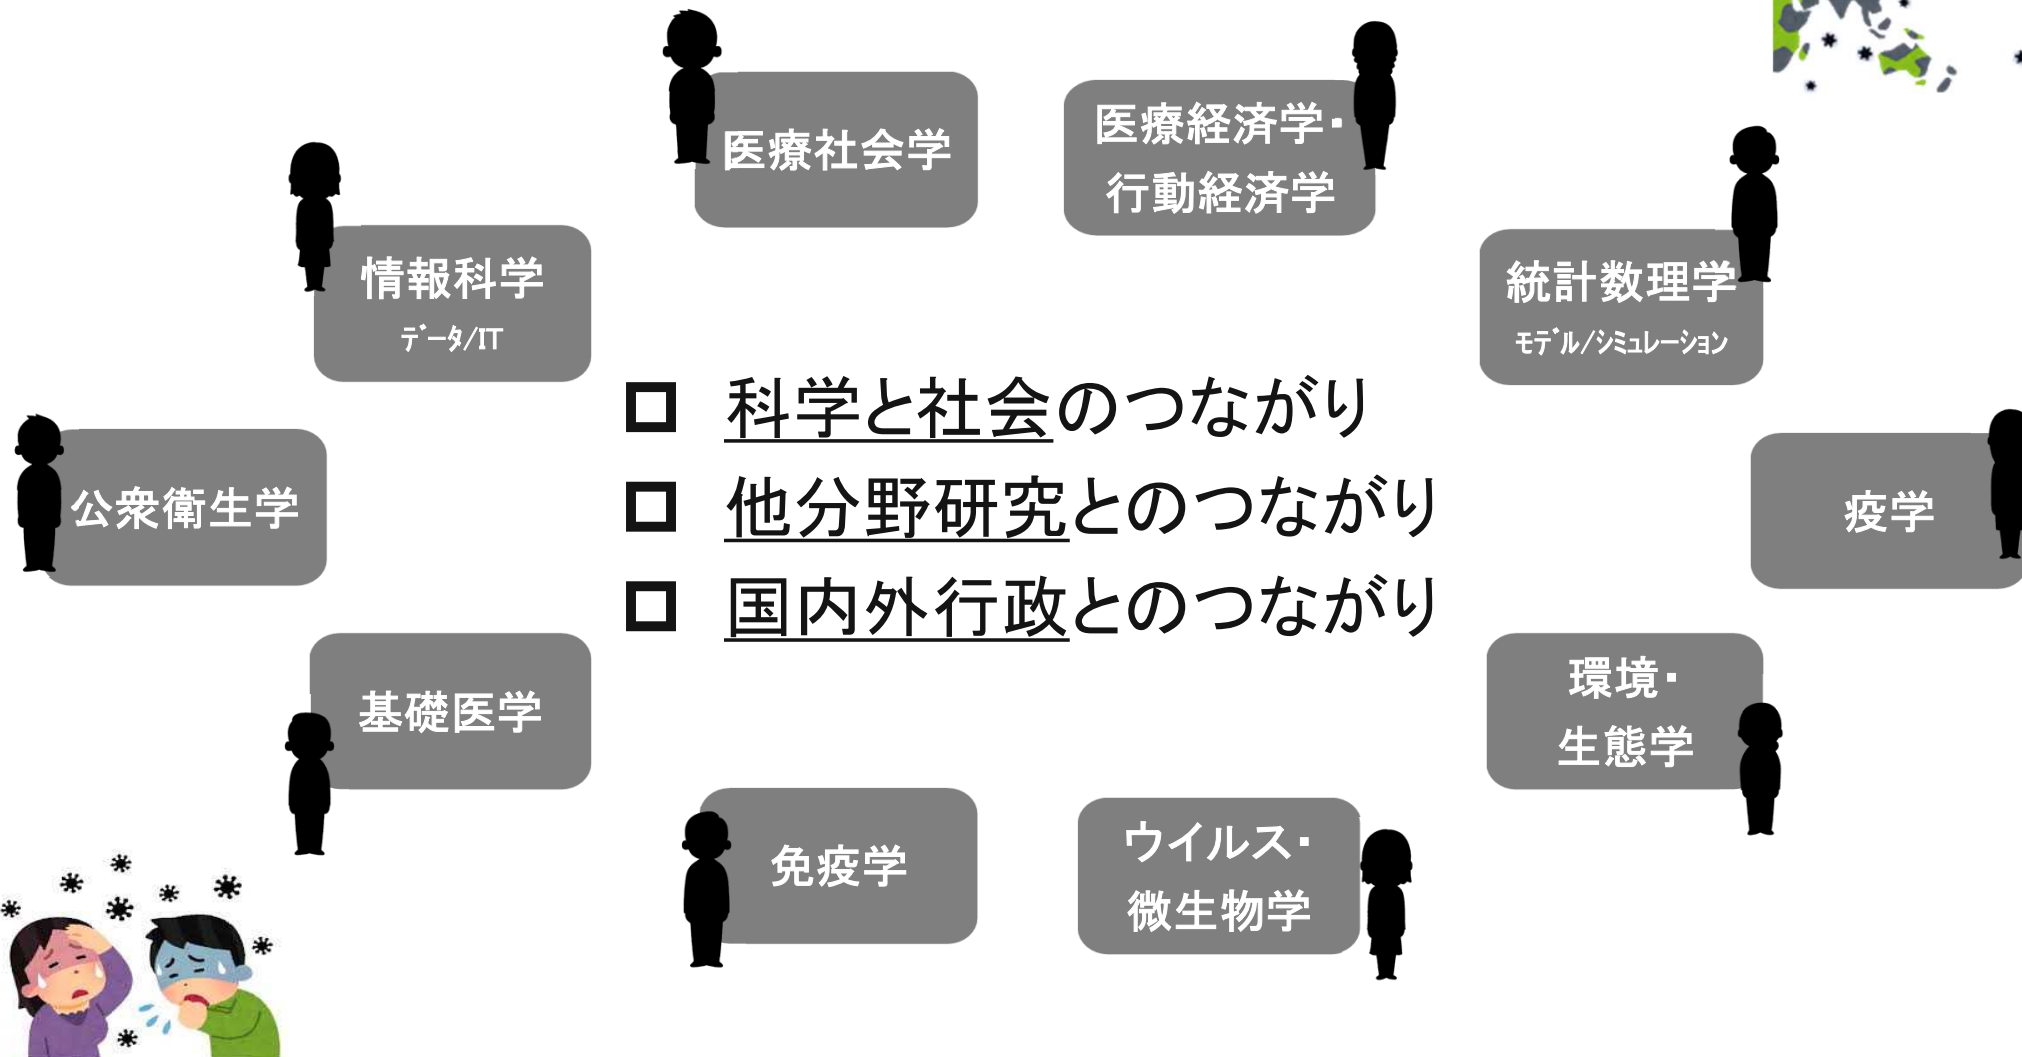 医療社会学
医療経済学・
行動経済学
情報科学
ﾃﾞｰﾀ/IT
統計数理学
ﾓﾃﾞﾙ/ｼﾐｭﾚｰｼｮﾝ
科学と社会のつながり
他分野研究とのつながり
国内外行政とのつながり
公衆衛生学
疫学
基礎医学
環境・
生態学
免疫学
ウイルス・
微生物学